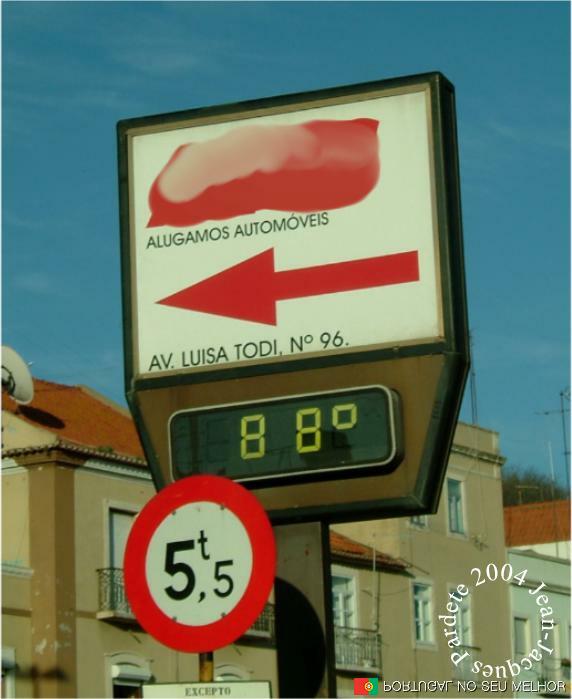 ALUGAMOS AUTOMÓVEIS
AV. LUISA TODI, Nº 96.
8 8º
5,5t
EXCEPTO
Pardete 2004 Jean-Jacques
PORTUGAL NO SEU MELHOR